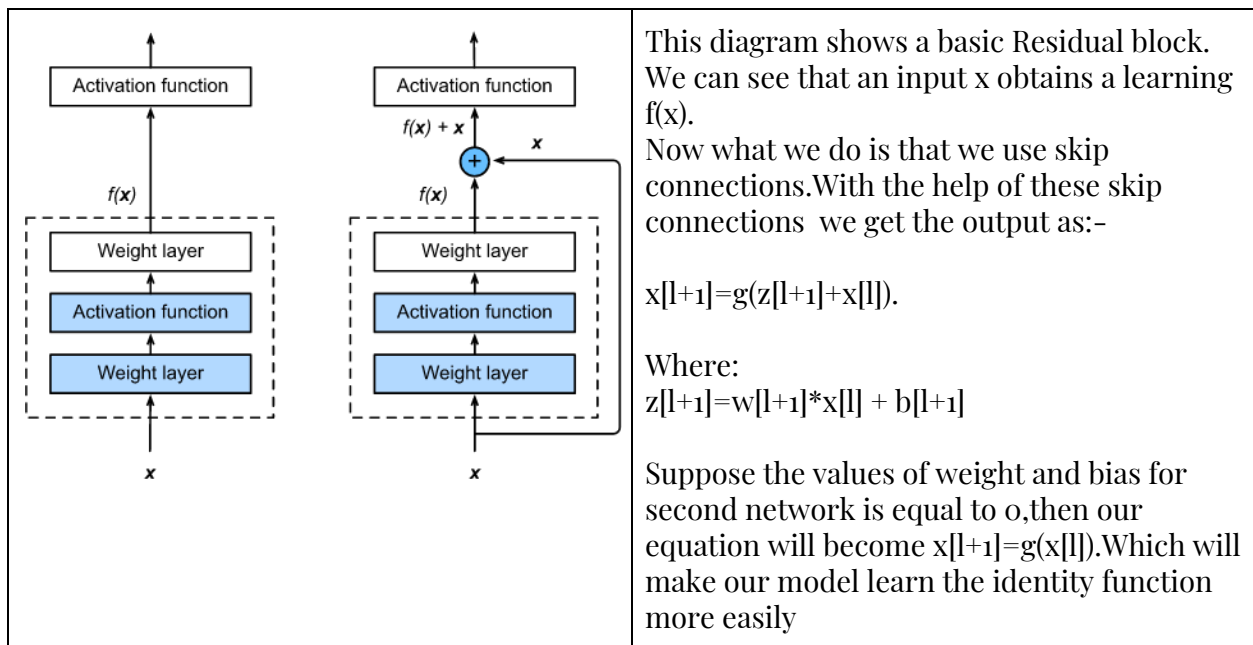 Activation function
f(x)
Weight layer
Activation function
Weight layer
x
Activation function
f(x) + x
x
+
f(x)
Weight layer
Activation function
Weight layer
x
This diagram shows a basic Residual block.
We can see that an input x obtains a learning
f(x).
Now what we do is that we use skip
connections.With the help of these skip
connections we get the output as:-
x[l+1]=g(z[l+1]+x[l]).
Where:
z[l+1]=w[l+1]*x[l] + b[l+1]
Suppose the values of weight and bias for
second network is equal to 0,then our
equation will become x[l+1]=g(x[l]).Which will
make our model learn the identity function
more easily